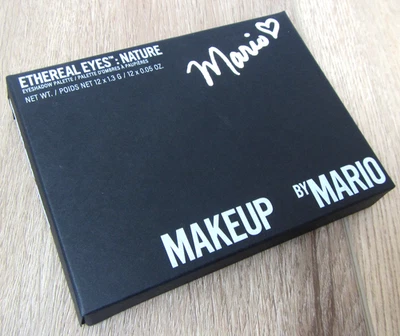 ETHEREAL EYES™: NATURE
EYESHADOW PALETTE / PALETTE D'OMBRES À PAUPIÈRES
NET WT. / POIDS NET 12 x 1.3 G / 12 x 0.05 OZ.
Mario♡
MAKEUP BY MARIO